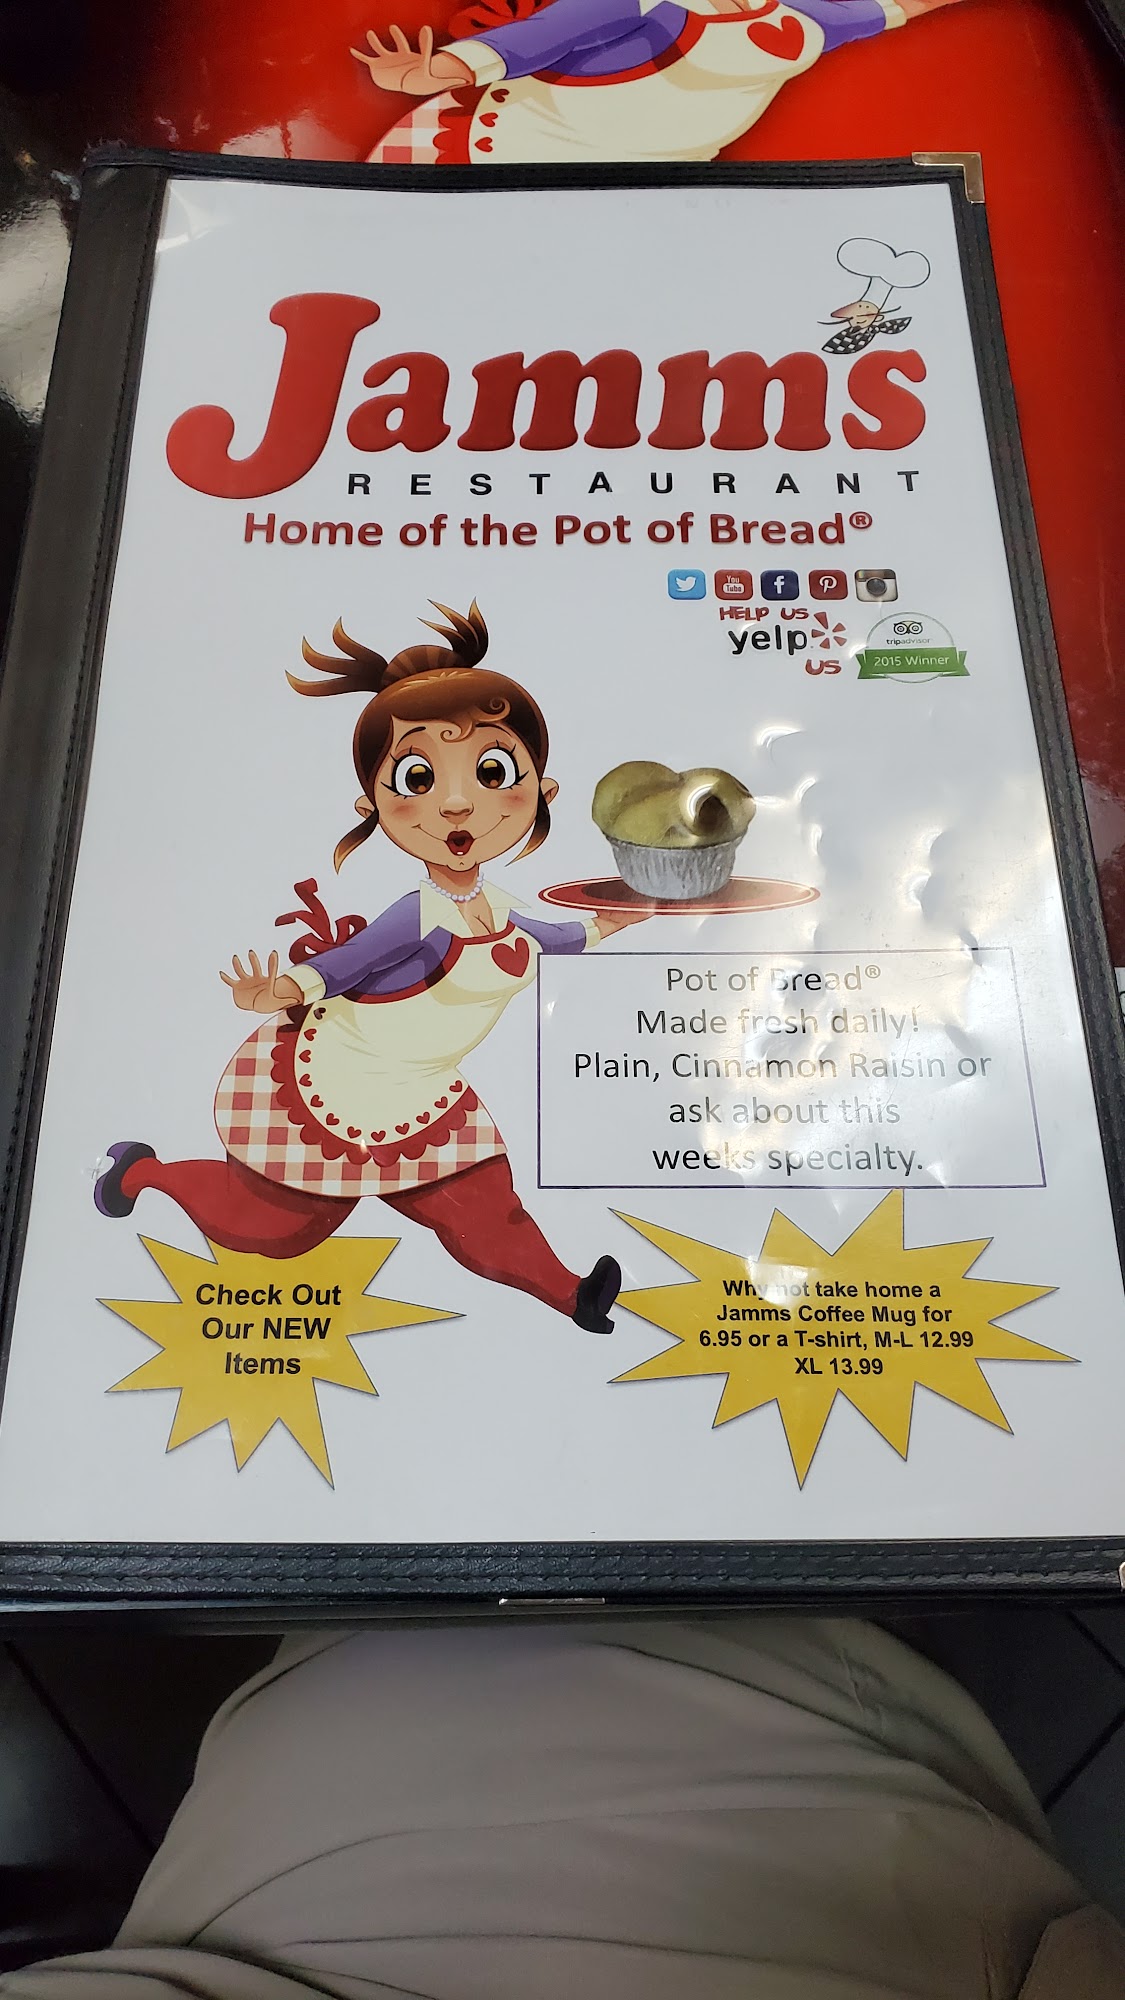 Jamms
RESTAURANT
Home of the Pot of Bread®
You
Tube
HELP US
yelp
US
tripadvisor
2015 Winner
Pot of Bread®
Made fresh daily!
Plain, Cinnamon Raisin or
ask about this
weeks specialty.
Check Out
Our NEW
Items
Why not take home a
Jamms Coffee Mug for
6.95 or a T-shirt, M-L 12.99
XL 13.99